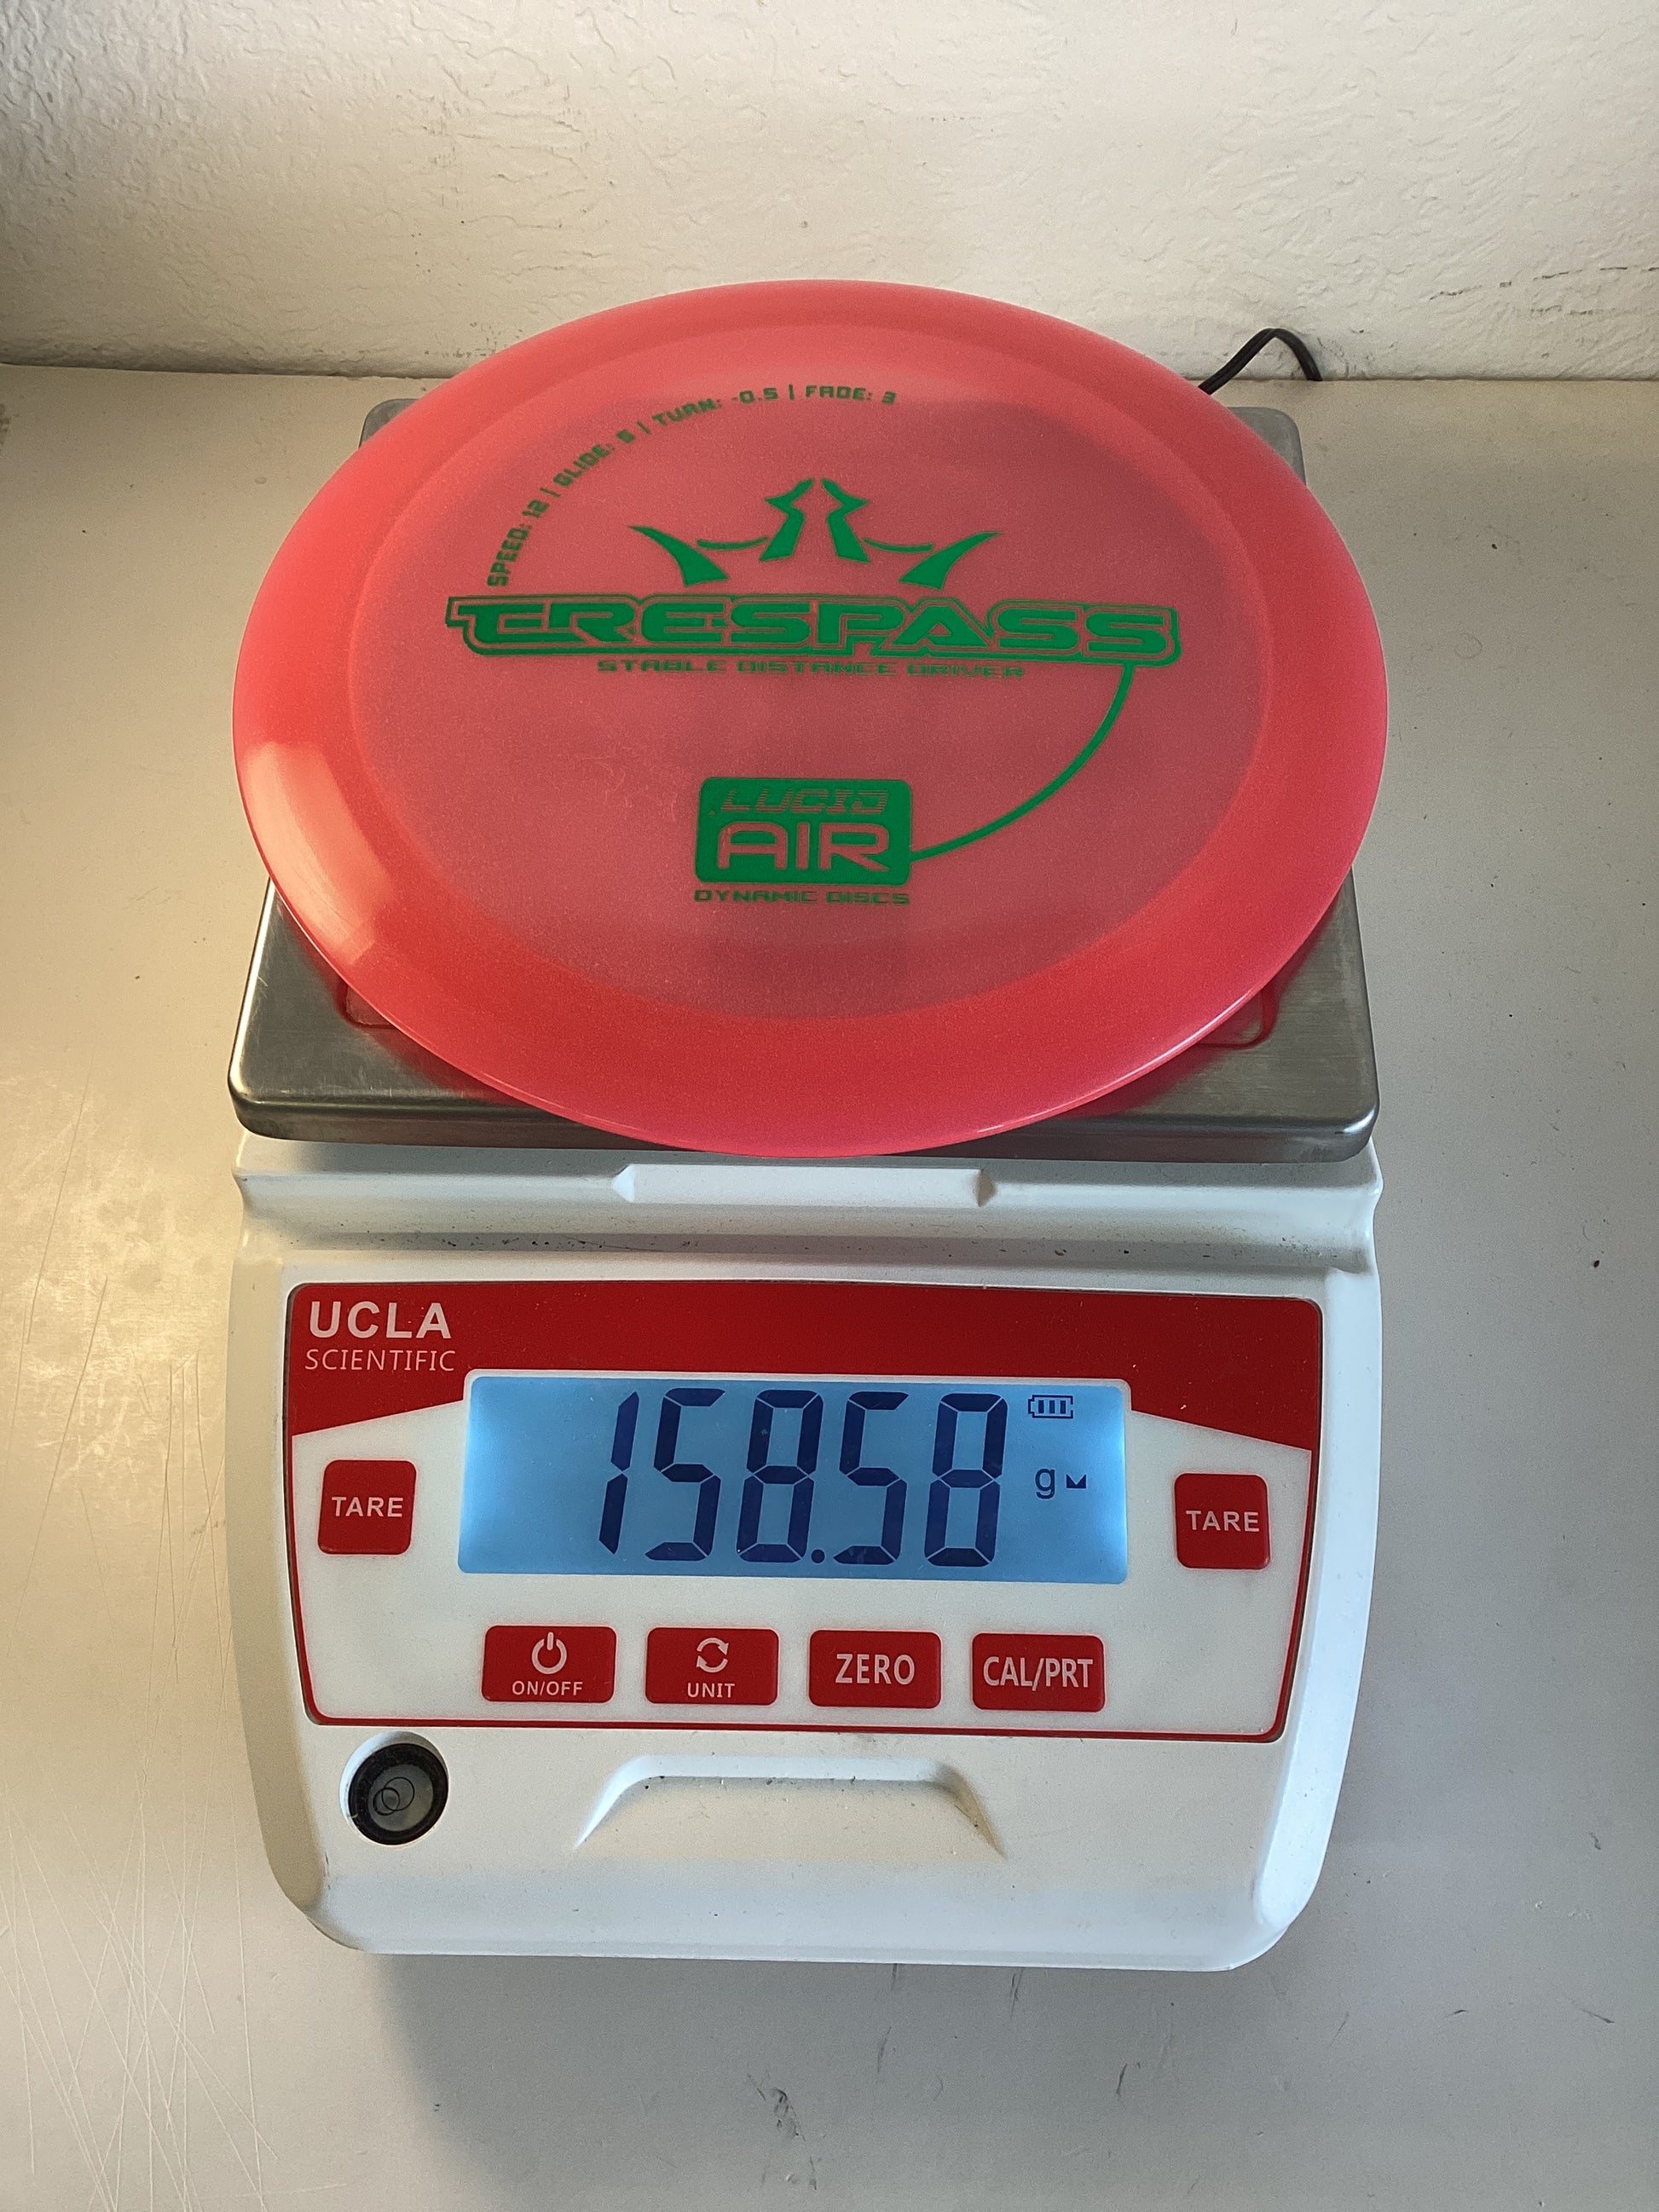 SPEED: 12 | GLIDE: 5 | TURN: -0.5 | FADE: 3
TRESPASS
STABLE DISTANCE DRIVER
LUCID
AIR
DYNAMIC DISCS
UCLA
SCIENTIFIC
158.58 g
TARE
TARE
ON/OFF
UNIT
ZERO
CAL/PRT